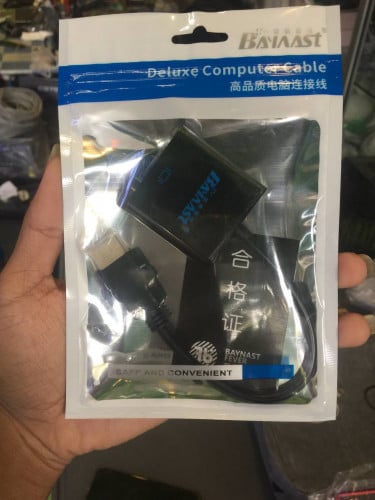 BAYNAST
Deluxe Computer Cable
高品质电脑连接线
BAYNAST
合
格
证
BAYNAST
FEVER
SAFE AND CONVENIENT